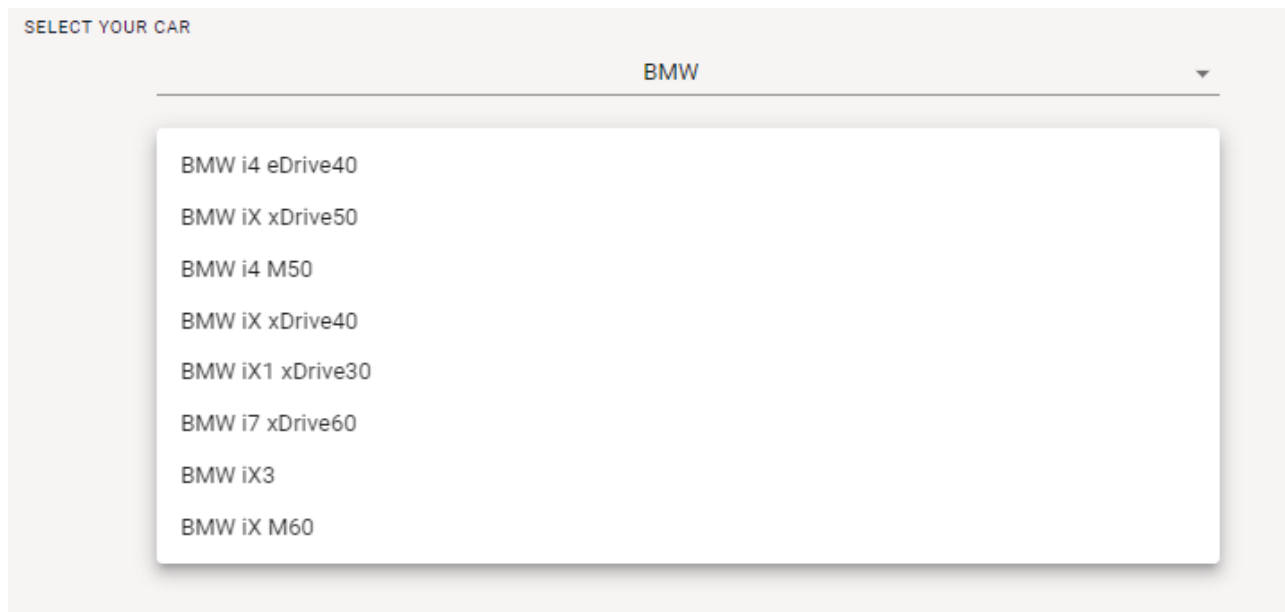 SELECT YOUR CAR
BMW
BMW i4 eDrive40
BMW iX xDrive50
BMW i4 M50
BMW iX xDrive40
BMW iX1 xDrive30
BMW i7 xDrive60
BMW iX3
BMW iX M60